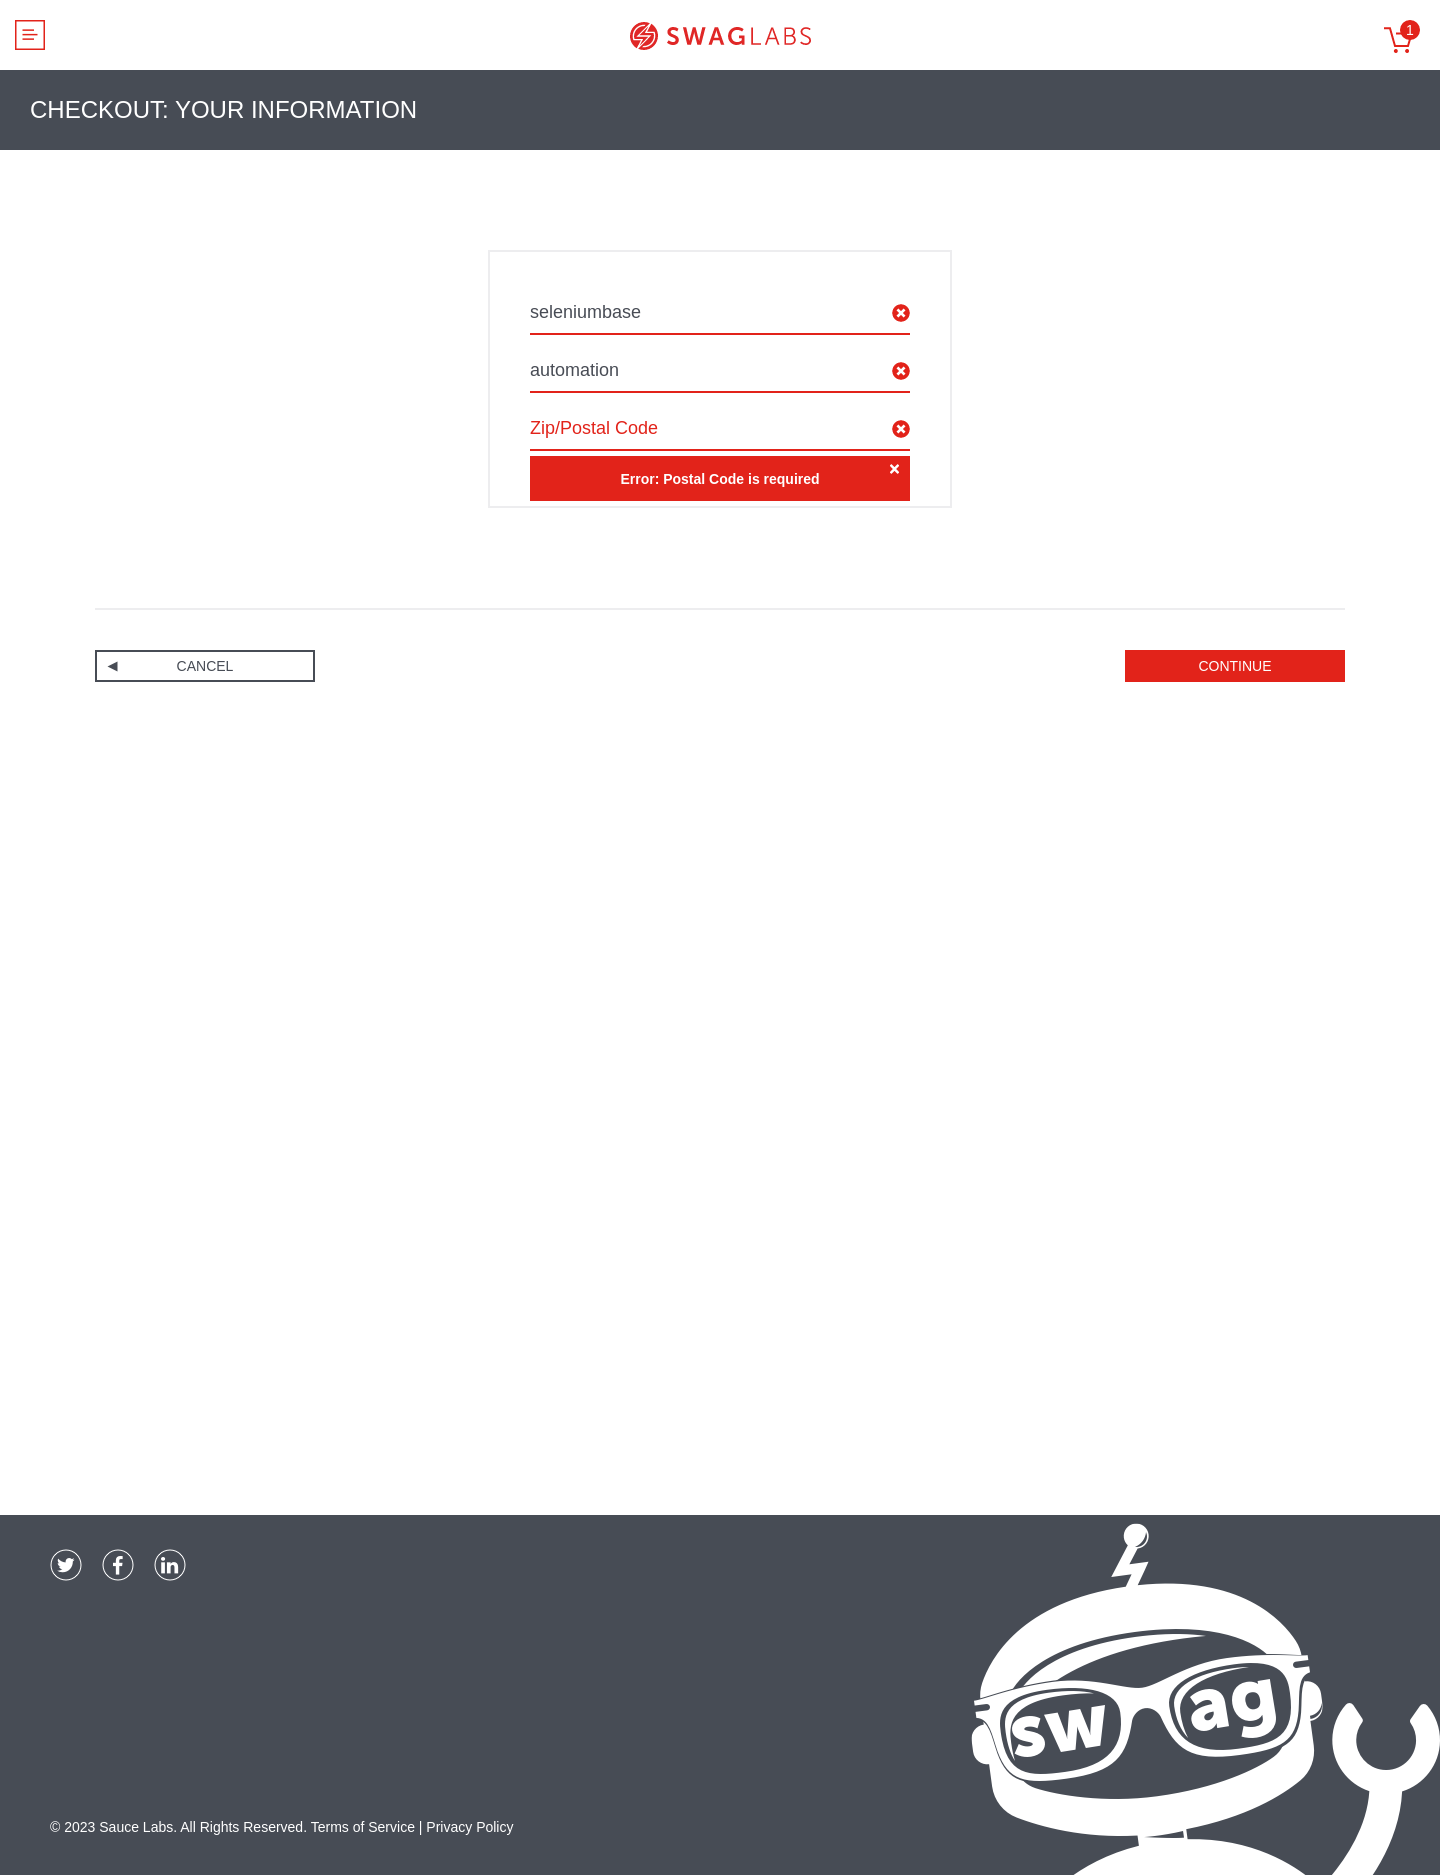 SWAGLABS
1
CHECKOUT: YOUR INFORMATION
seleniumbase
automation
Zip/Postal Code
Error: Postal Code is required
CANCEL
CONTINUE
sw ag
© 2023 Sauce Labs. All Rights Reserved. Terms of Service | Privacy Policy